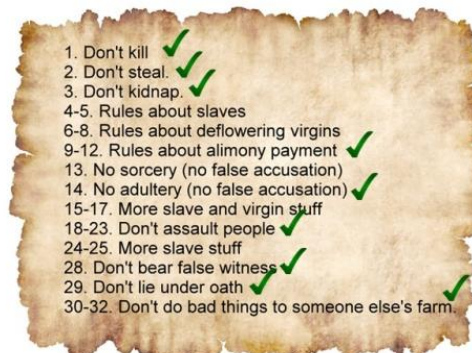 1. Don't kill
2. Don't steal.
3. Don't kidnap.
4-5. Rules about slaves
6-8. Rules about deflowering virgins
9-12. Rules about alimony payment
13. No sorcery (no false accusation)
14. No adultery (no false accusation)
15-17. More slave and virgin stuff
18-23. Don't assault people
24-25. More slave stuff
28. Don't bear false witness
29. Don't lie under oath
30-32. Don't do bad things to someone else's farm.